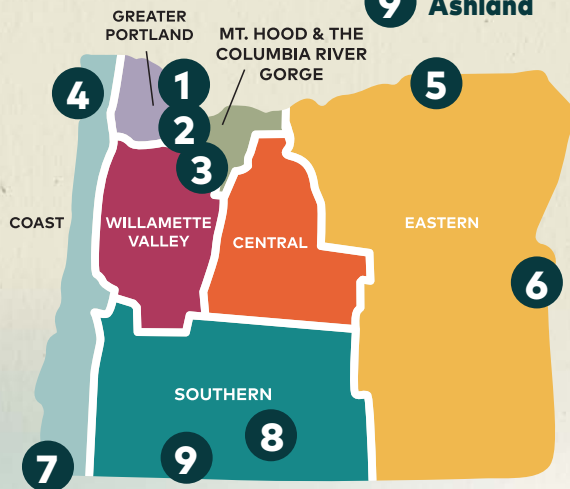 9 Ashland
GREATER
PORTLAND
MT. HOOD & THE
COLUMBIA RIVER
GORGE
1
4
5
2
3
COAST
WILLAMETTE
VALLEY
CENTRAL
EASTERN
6
SOUTHERN
8
9
7